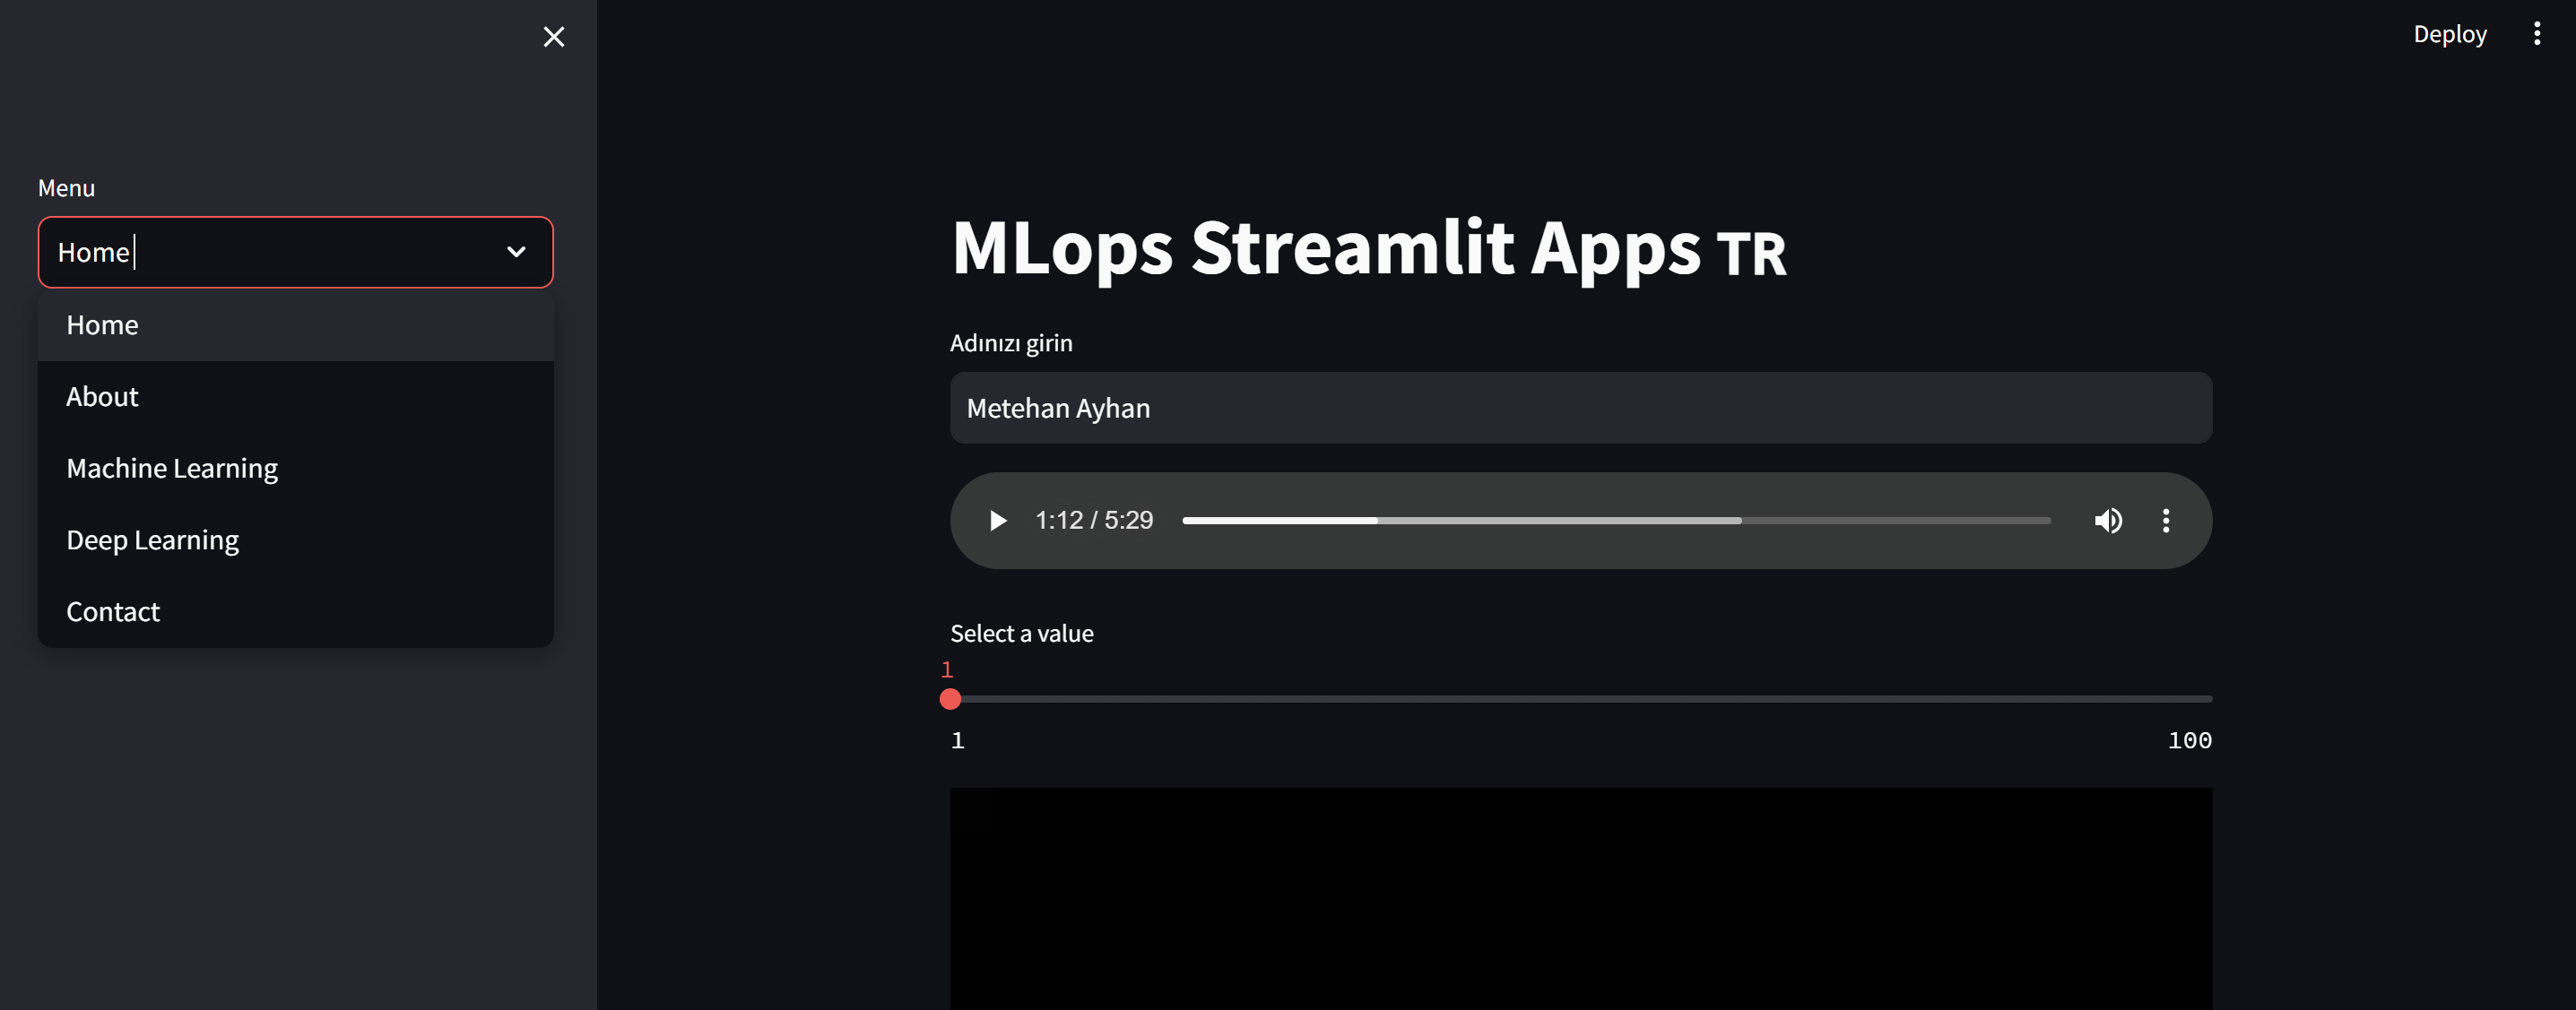 Deploy
Menu
Home
Home
About
Machine Learning
Deep Learning
Contact
MLops Streamlit Apps TR
Adınızı girin
Metehan Ayhan
1:12 / 5:29
Select a value
1
1 100